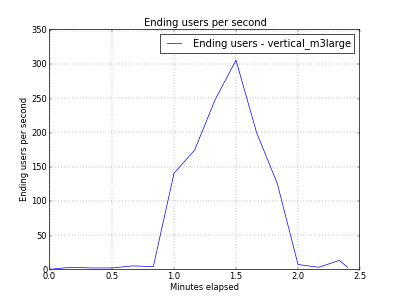 Ending users per second
Ending users - vertical_m3large
350
300
250
200
150
100
50
0
Ending users per second
0.0 0.5 1.0 1.5 2.0 2.5
Minutes elapsed